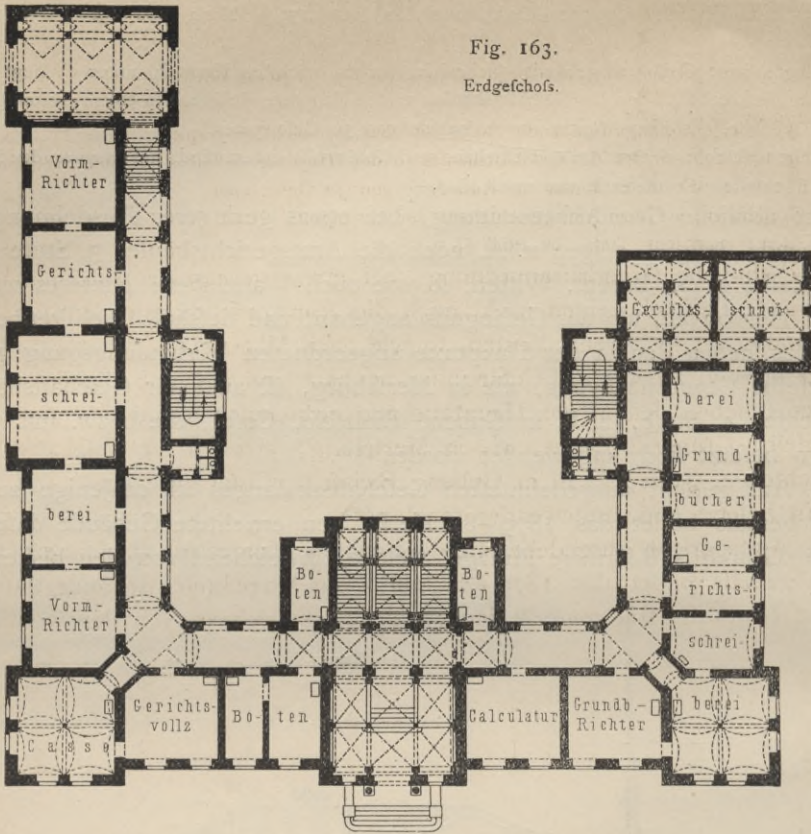 Fig. 163.
Erdgeſchoſs.
Vorm-
Richter
Gerichts
ſchrei-
berei
Vorm-
Richter
Casse
Gerichts-
vollz
Bo-
ten
Bo-
ten
Bo-
ten
Calculatur
Grundb.-
Richter
berei
ſchrei-
richts-
Ge-
bücher
Grund-
berei
Gerichts-
ſchrei-